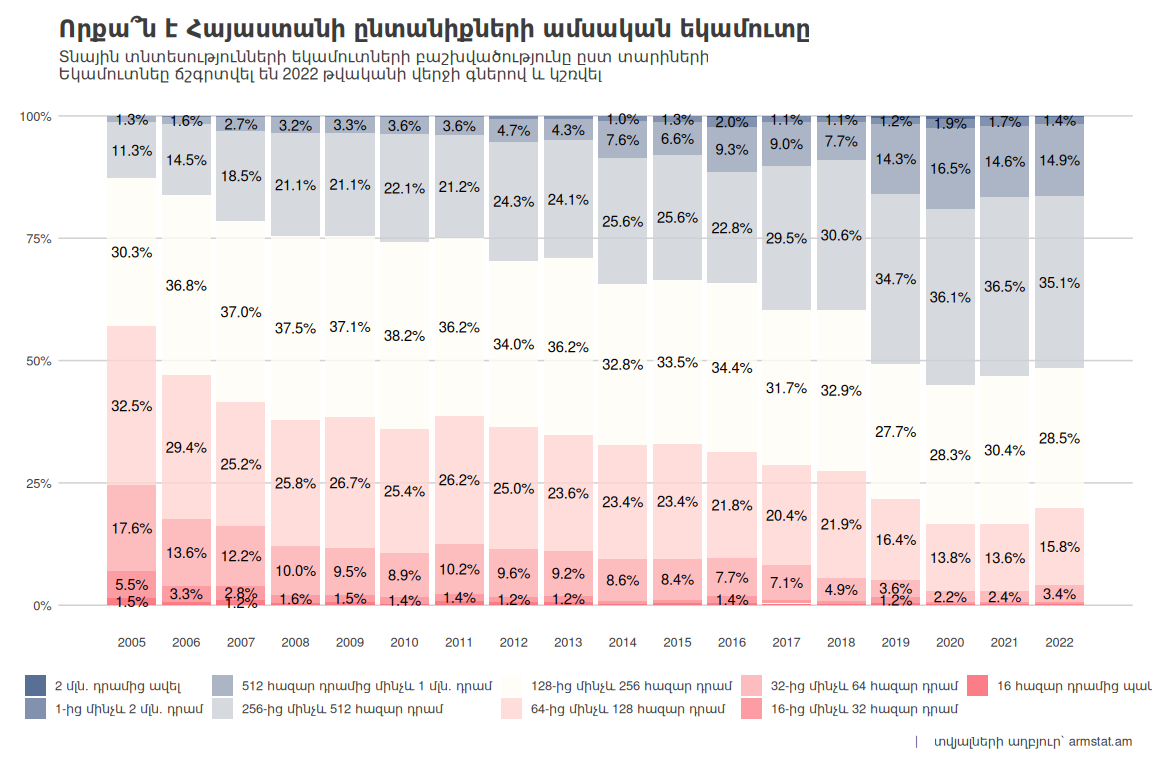 Որքա՞ն է Հայաստանի ընտանիքների ամսական եկամուտը
Տնային տնտեսությունների եկամուտների բաշխվածությունը ըստ տարիների
Եկամուտները ճշգրտվել են 2022 թվականի վերջի գներով և կշռվել
100%
75%
50%
25%
0%
1.3% 1.6% 2.7% 3.2% 3.3% 3.6% 3.6% 4.7% 4.3% 1.0% 1.3% 2.0% 1.1% 1.1% 1.2% 1.9% 1.7% 1.4%
7.6% 6.6% 9.3% 9.0% 7.7% 14.3% 16.5% 14.6% 14.9%
11.3% 14.5% 18.5% 21.1% 21.1% 22.1% 21.2% 24.3% 24.1% 25.6% 25.6% 22.8% 29.5% 30.6% 34.7% 36.1% 36.5% 35.1%
30.3% 36.8% 37.0% 37.5% 37.1% 38.2% 36.2% 34.0% 36.2% 32.8% 33.5% 34.4% 31.7% 32.9% 27.7% 28.3% 30.4% 28.5%
32.5% 29.4% 25.2% 25.8% 26.7% 25.4% 26.2% 25.0% 23.6% 23.4% 23.4% 21.8% 20.4% 21.9% 16.4% 13.8% 13.6% 15.8%
17.6% 13.6% 12.2% 10.0% 9.5% 8.9% 10.2% 9.6% 9.2% 8.6% 8.4% 7.7% 7.1% 4.9% 3.6% 2.2% 2.4% 3.4%
5.5% 3.3% 2.8% 1.6% 1.5% 1.4% 1.4% 1.2% 1.2% 1.4% 1.2%
1.5% 1.2%
2005 2006 2007 2008 2009 2010 2011 2012 2013 2014 2015 2016 2017 2018 2019 2020 2021 2022
2 մլն. դրամից ավել 512 հազար դրամից մինչև 1 մլն. դրամ 128-ից մինչև 256 հազար դրամ 32-ից մինչև 64 հազար դրամ 16 հազար դրամից
1-ից մինչև 2 մլն. դրամ 256-ից մինչև 512 հազար դրամ 64-ից մինչև 128 հազար դրամ 16-ից մինչև 32 հազար դրամ
| տվյալների աղբյուր՝ armstat.am